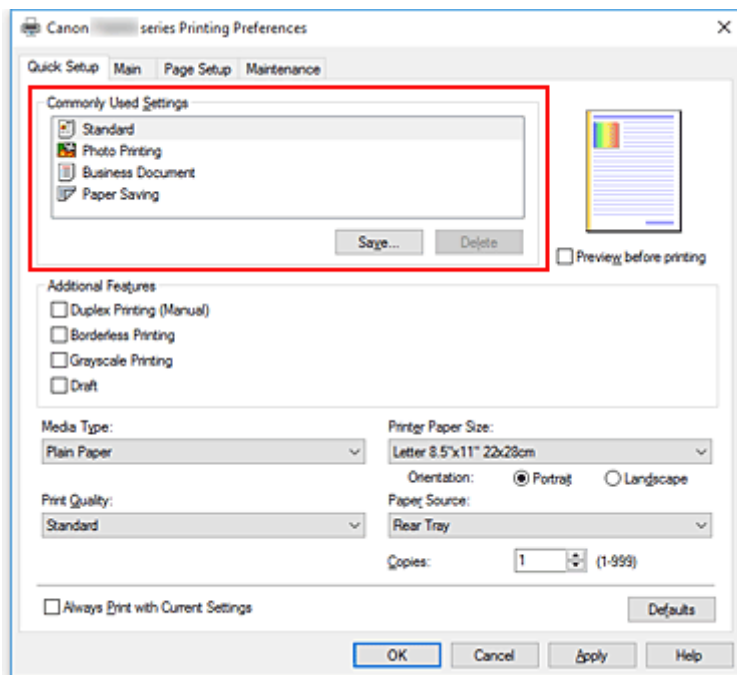 Canon series Printing Preferences
Quick Setup Main Page Setup Maintenance
Commonly Used Settings
Standard
Photo Printing
Business Document
Paper Saving
Save... Delete
Preview before printing
Additional Features
Duplex Printing (Manual)
Borderless Printing
Grayscale Printing
Draft
Media Type: Printer Paper Size:
Plain Paper Letter 8.5"x11" 22x28cm
Orientation: Portrait Landscape
Print Quality: Paper Source:
Standard Rear Tray
Copies: 1 (1-999)
Always Print with Current Settings Defaults
OK Cancel Apply Help